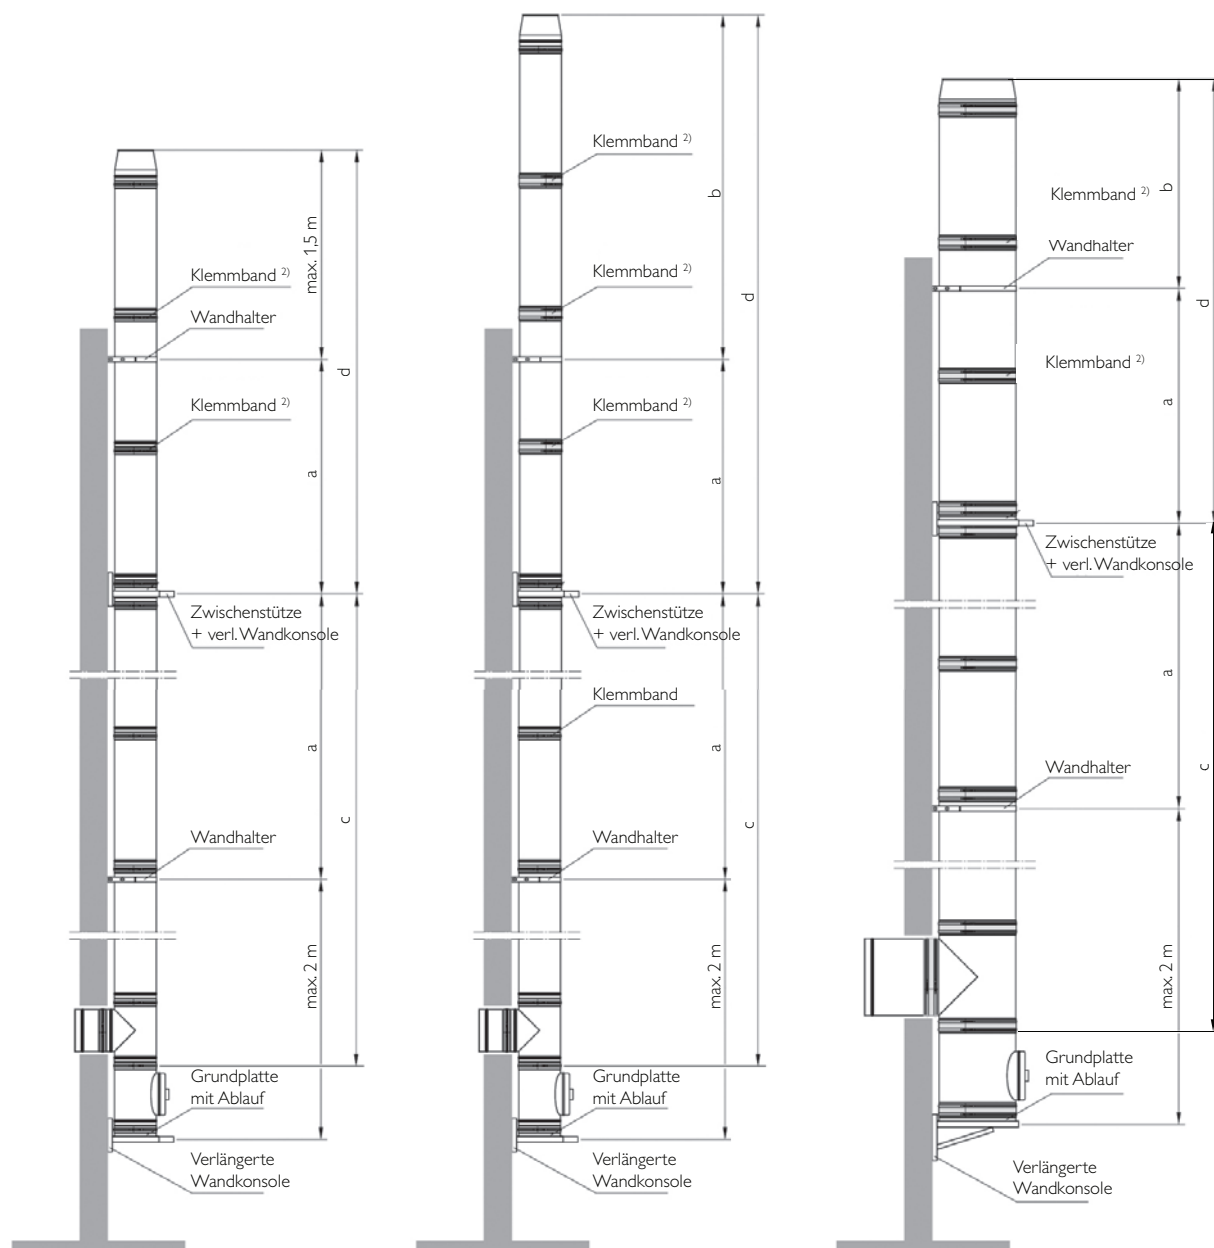 max. 1,5 m
d
Klemmband 2)
Wandhalter
Klemmband 2)
a
Zwischenstütze
+ verl. Wandkonsole
a
c
Wandhalter
max. 2 m
Grundplatte
mit Ablauf
Verlängerte
Wandkonsole
Klemmband 2)
b
d
Klemmband 2)
Klemmband 2)
a
Zwischenstütze
+ verl. Wandkonsole
Klemmband
a
c
Wandhalter
max. 2 m
Grundplatte
mit Ablauf
Verlängerte
Wandkonsole
Klemmband 2)
b
Wandhalter
d
Klemmband 2)
a
Zwischenstütze
+ verl. Wandkonsole
a
Wandhalter
c
max. 2 m
Grundplatte
mit Ablauf
Verlängerte
Wandkonsole